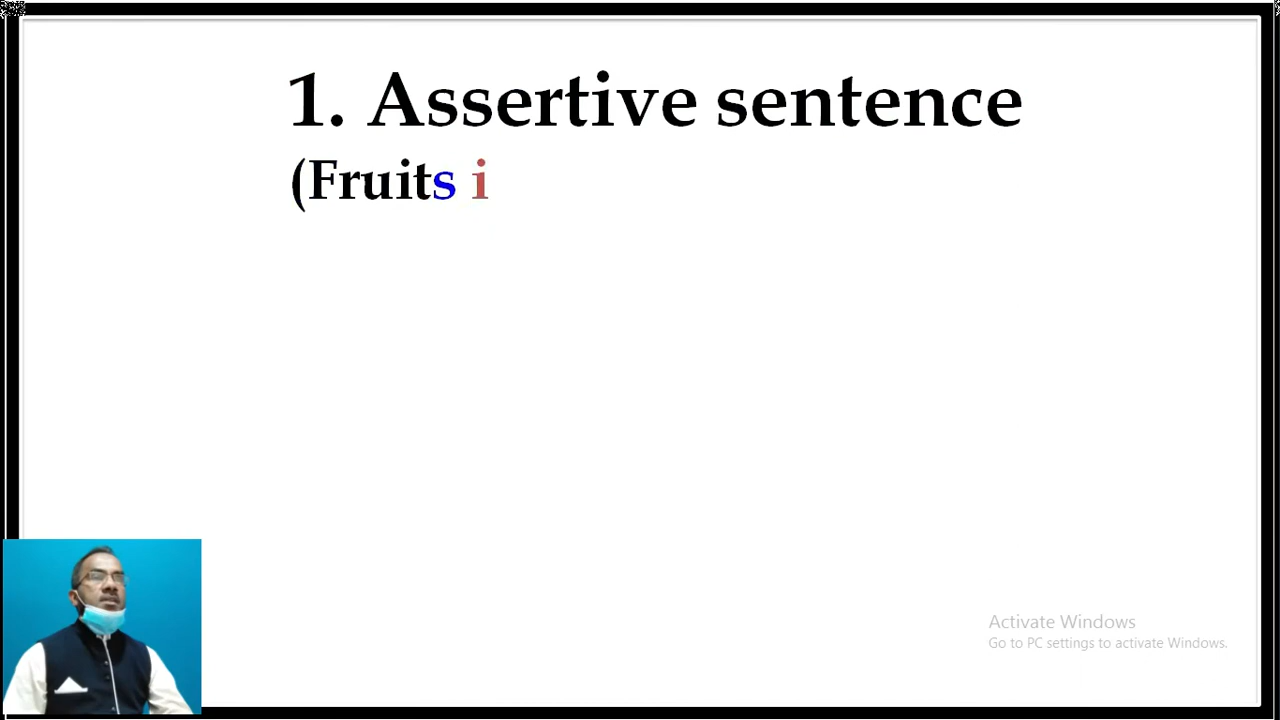 1. Assertive sentence
(Fruits i
Activate Windows
Go to PC settings to activate Windows.